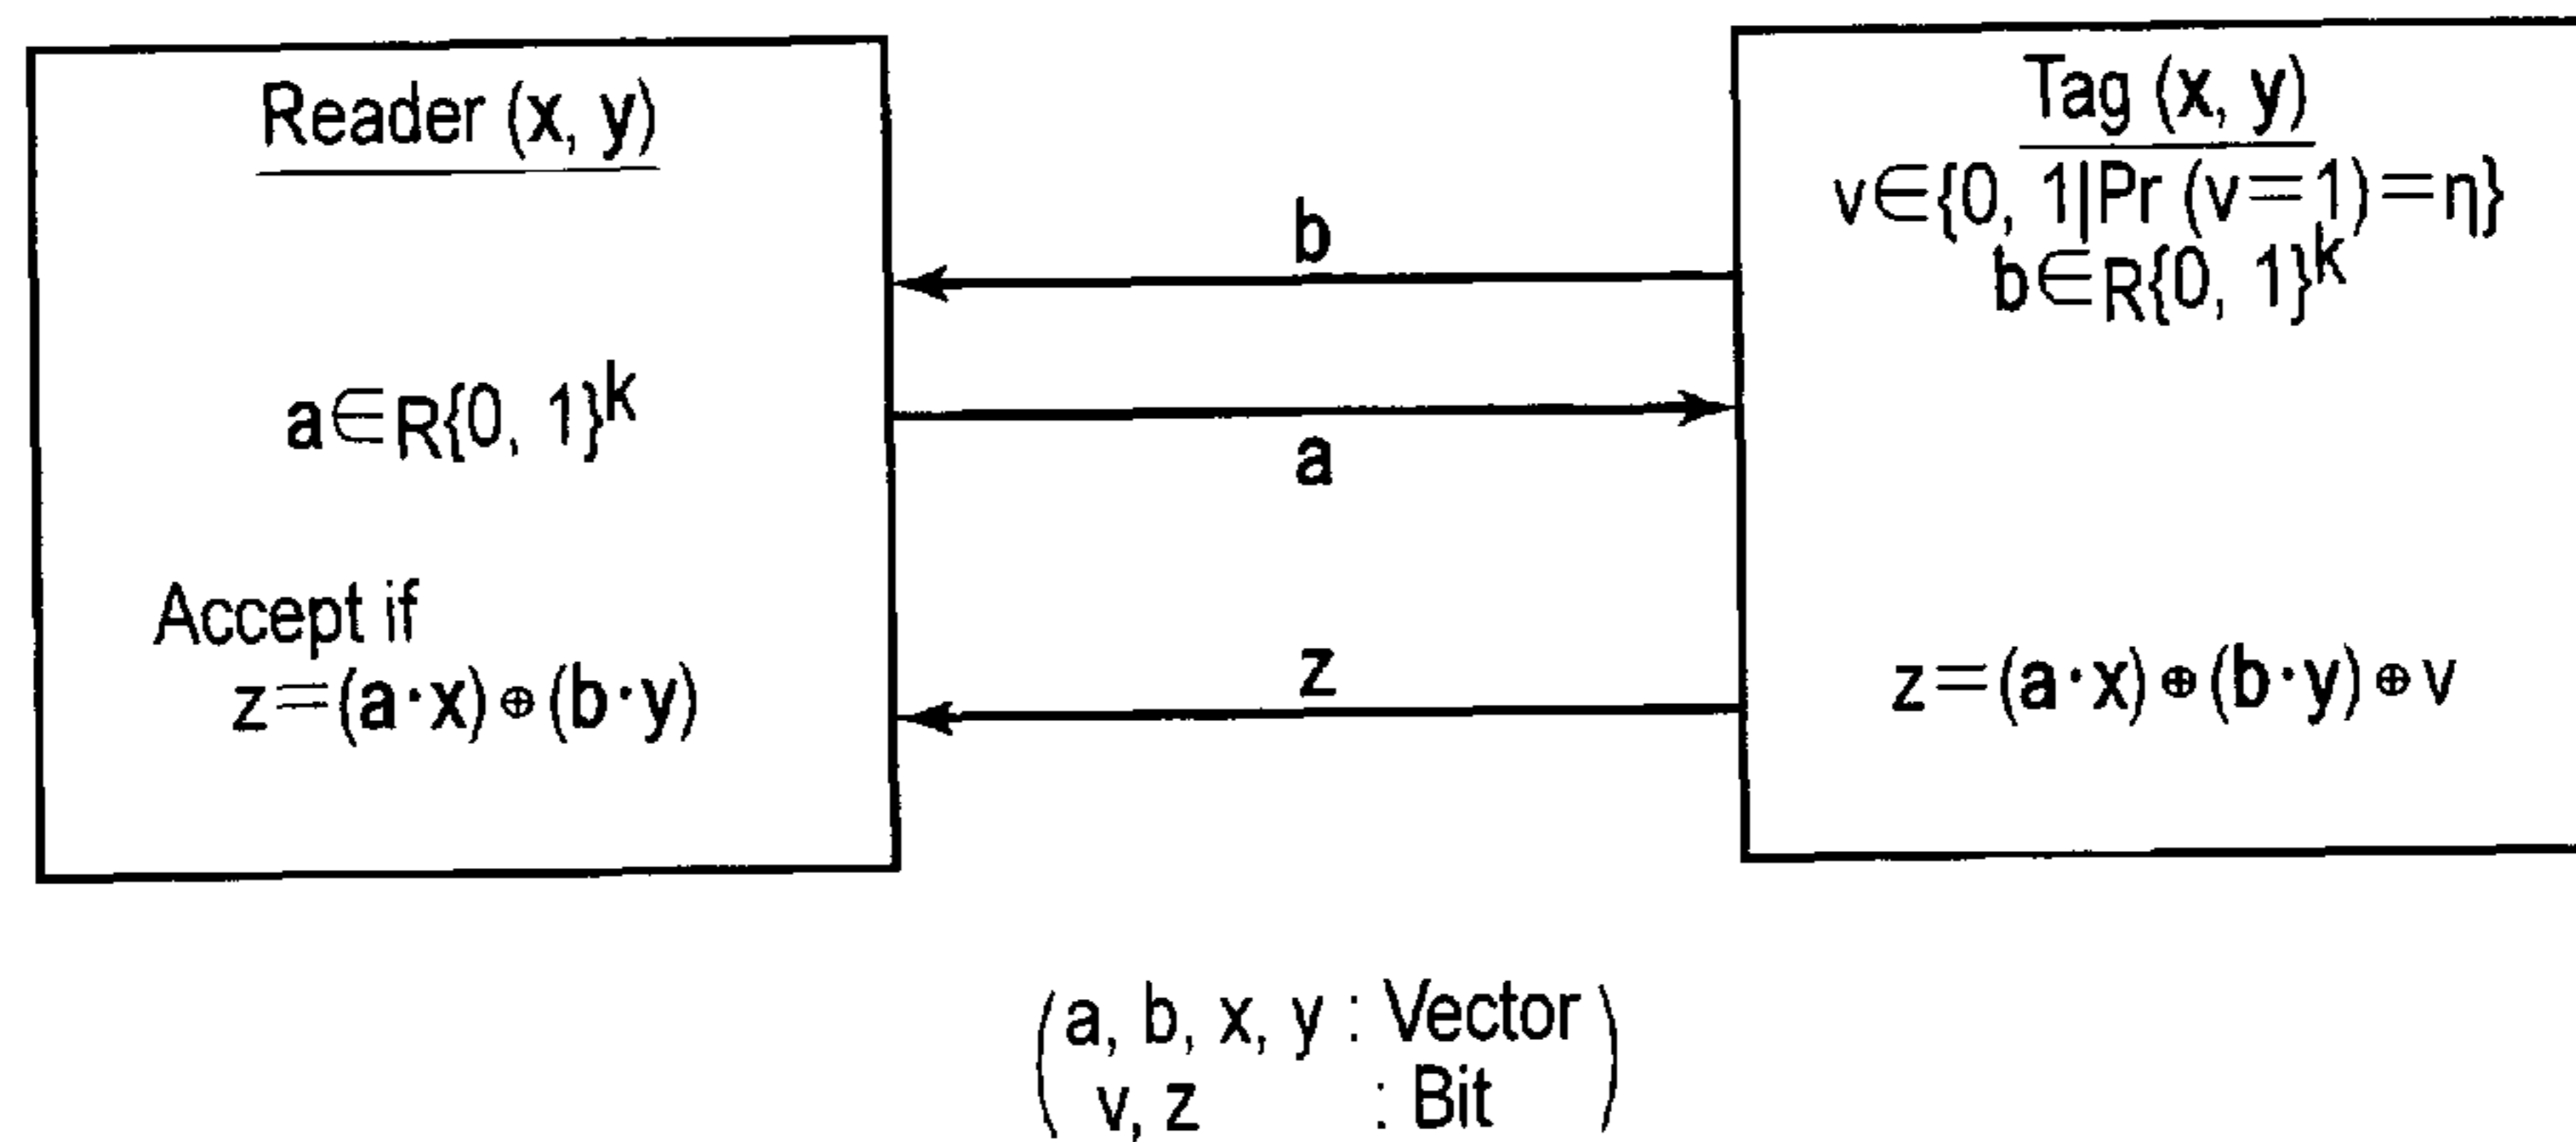 Reader (x, y)
a∈R{0, 1}k
Accept if
z=(a·x)⊕(b·y)
b
a
z
Tag (x, y)
v∈{0, 1|Pr (v=1)=η}
b∈R{0, 1}k
z=(a·x)⊕(b·y)⊕v
(a, b, x, y : Vector
v, z : Bit)